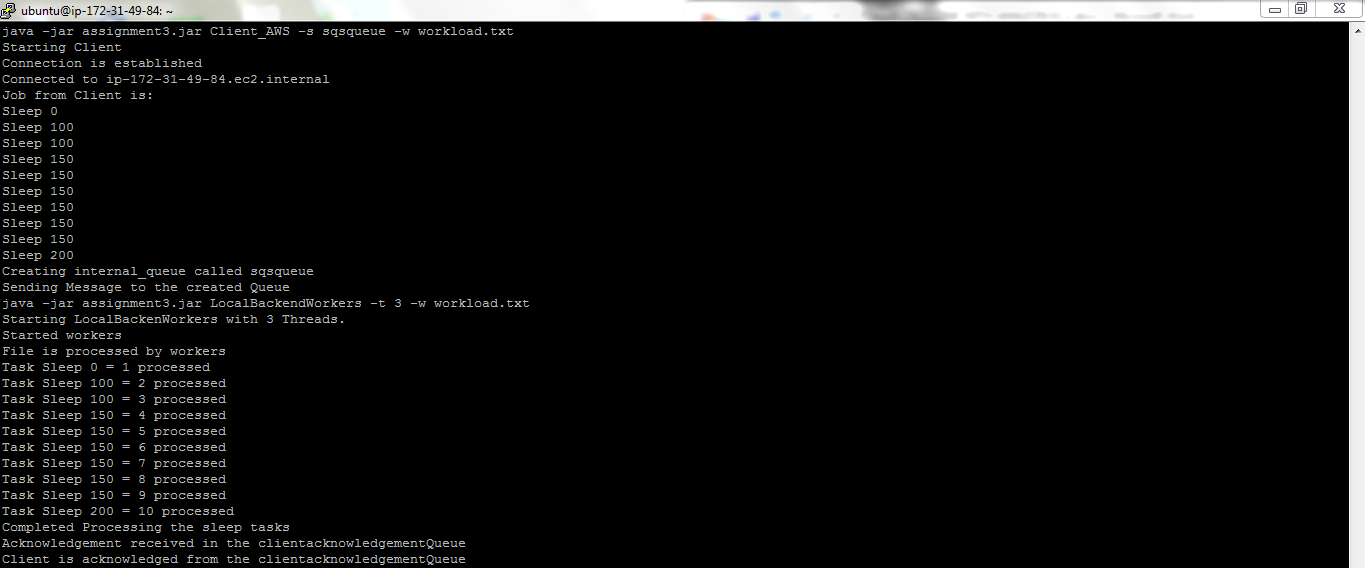 ubuntu@ip-172-31-49-84: ~
java -jar assignment3.jar Client_AWS -s sqsqueue -w workload.txt
Starting Client
Connection is established
Connected to ip-172-31-49-84.ec2.internal
Job from Client is:
Sleep 0
Sleep 100
Sleep 100
Sleep 150
Sleep 150
Sleep 150
Sleep 150
Sleep 150
Sleep 150
Sleep 200
Creating internal_queue called sqsqueue
Sending Message to the created Queue
java -jar assignment3.jar LocalBackendWorkers -t 3 -w workload.txt
Starting LocalBackenWorkers with 3 Threads.
Started workers
File is processed by workers
Task Sleep 0 = 1 processed
Task Sleep 100 = 2 processed
Task Sleep 100 = 3 processed
Task Sleep 150 = 4 processed
Task Sleep 150 = 5 processed
Task Sleep 150 = 6 processed
Task Sleep 150 = 7 processed
Task Sleep 150 = 8 processed
Task Sleep 150 = 9 processed
Task Sleep 200 = 10 processed
Completed Processing the sleep tasks
Acknowledgement received in the clientacknowledgementQueue
Client is acknowledged from the clientacknowledgementQueue